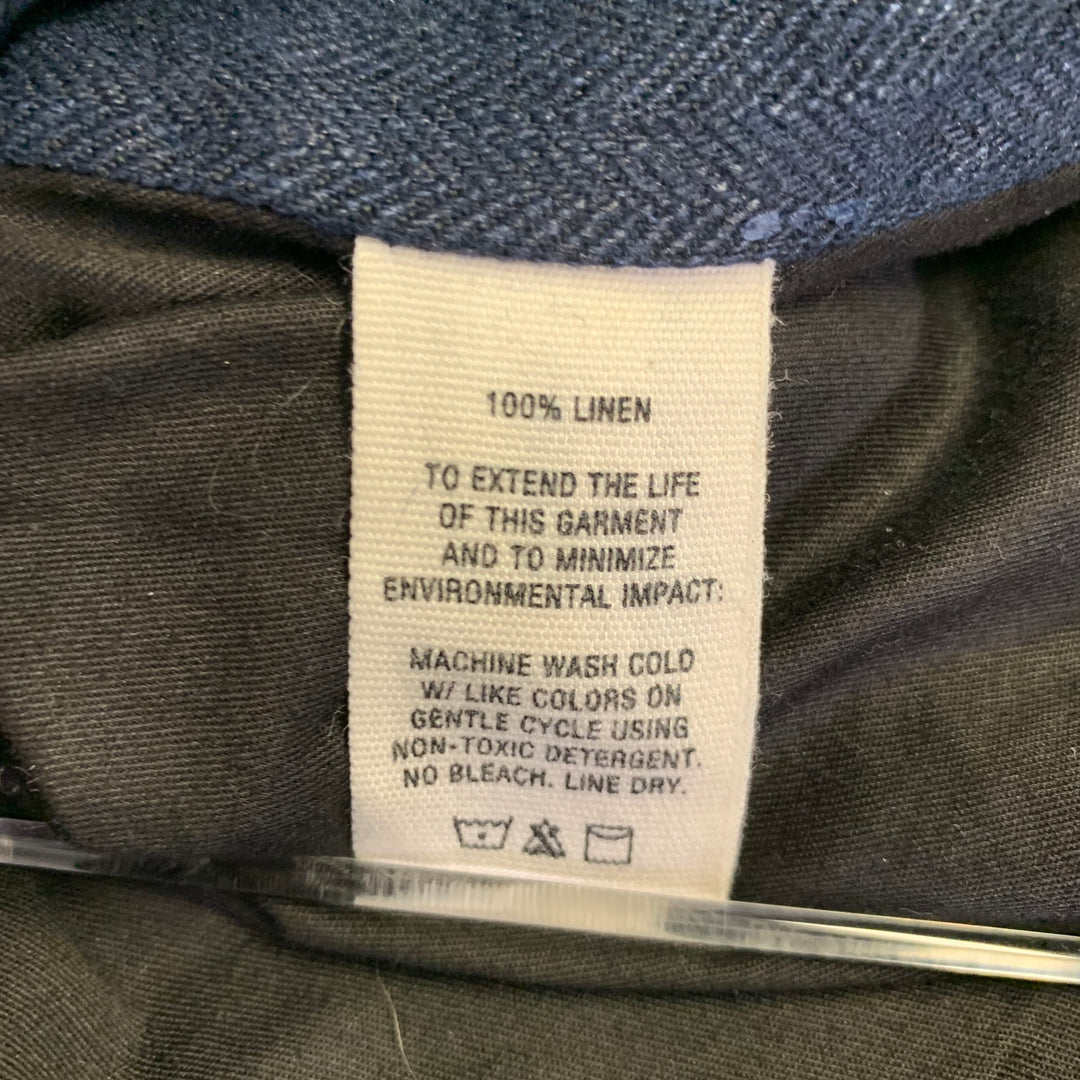 100% LINEN
TO EXTEND THE LIFE
OF THIS GARMENT
AND TO MINIMIZE
ENVIRONMENTAL IMPACT:
MACHINE WASH COLD
W/ LIKE COLORS ON
GENTLE CYCLE USING
NON-TOXIC DETERGENT.
NO BLEACH. LINE DRY.